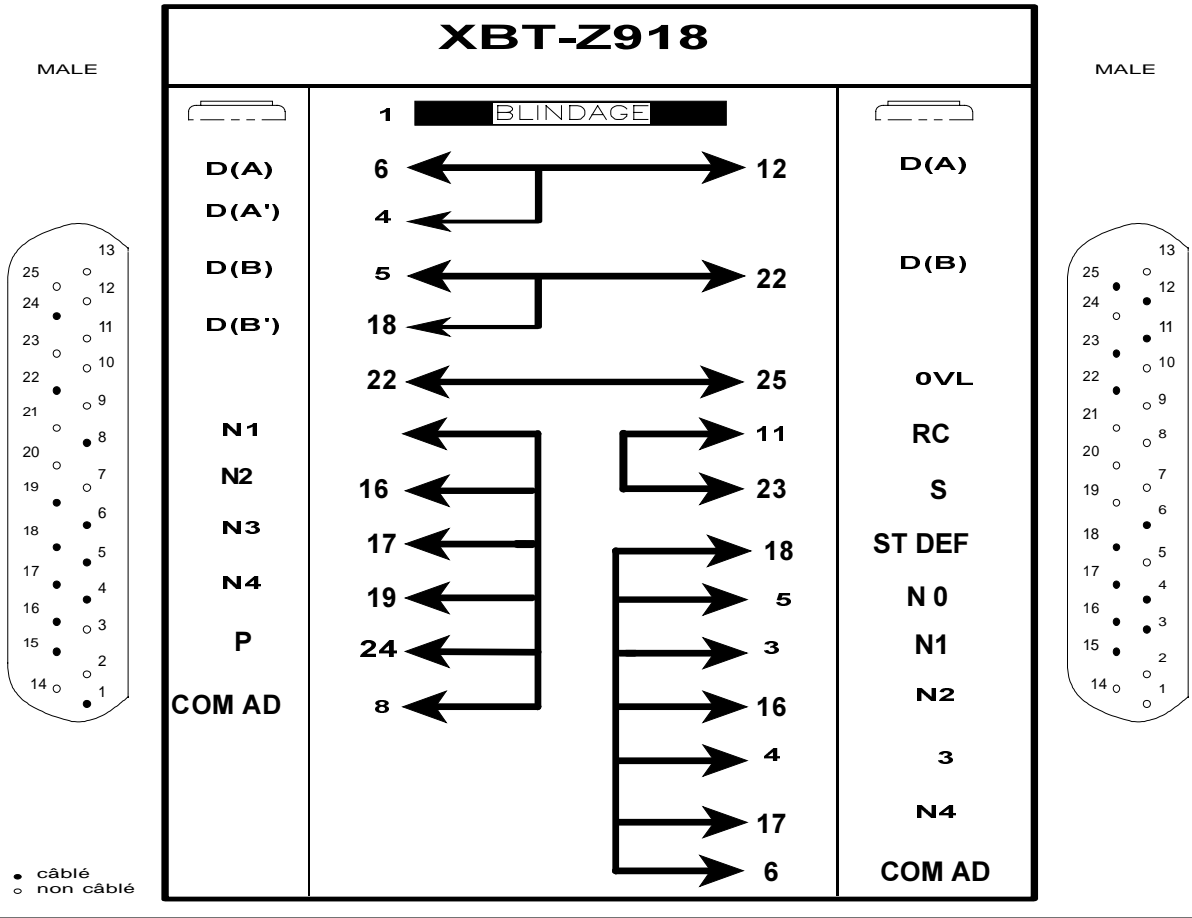 XBT-Z918
MALE
MALE
1 BLINDAGE
D(A) 6 12 D(A)
D(A') 4
D(B) 5 22 D(B)
D(B') 18
22 25 0VL
N1 11 RC
N2 16 23 S
N3 17 18 ST DEF
N4 19 5 N 0
P 24 3 N1
COM AD 8 16 N2
4 3
17 N4
6 COM AD
13
25
12
24
11
23
10
22
9
21
8
20
7
19
6
18
5
17
4
16
3
15
2
14
1
13
25
12
24
11
23
10
22
9
21
8
20
7
19
6
18
5
17
4
16
3
15
2
14
1
câblé
non câblé